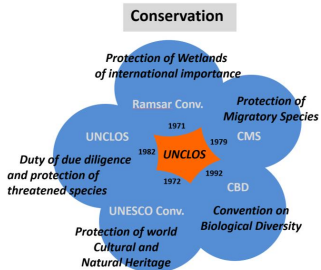 Conservation
Protection of Wetlands
of international importance
Ramsar Conv.
1971
Protection of
Migratory Species
CMS
1979
UNCLOS
1982
UNCLOS
Duty of due diligence
and protection of
threatened species
1992
CBD
1972
UNESCO Conv.
Convention on
Biological Diversity
Protection of world
Cultural and
Natural Heritage